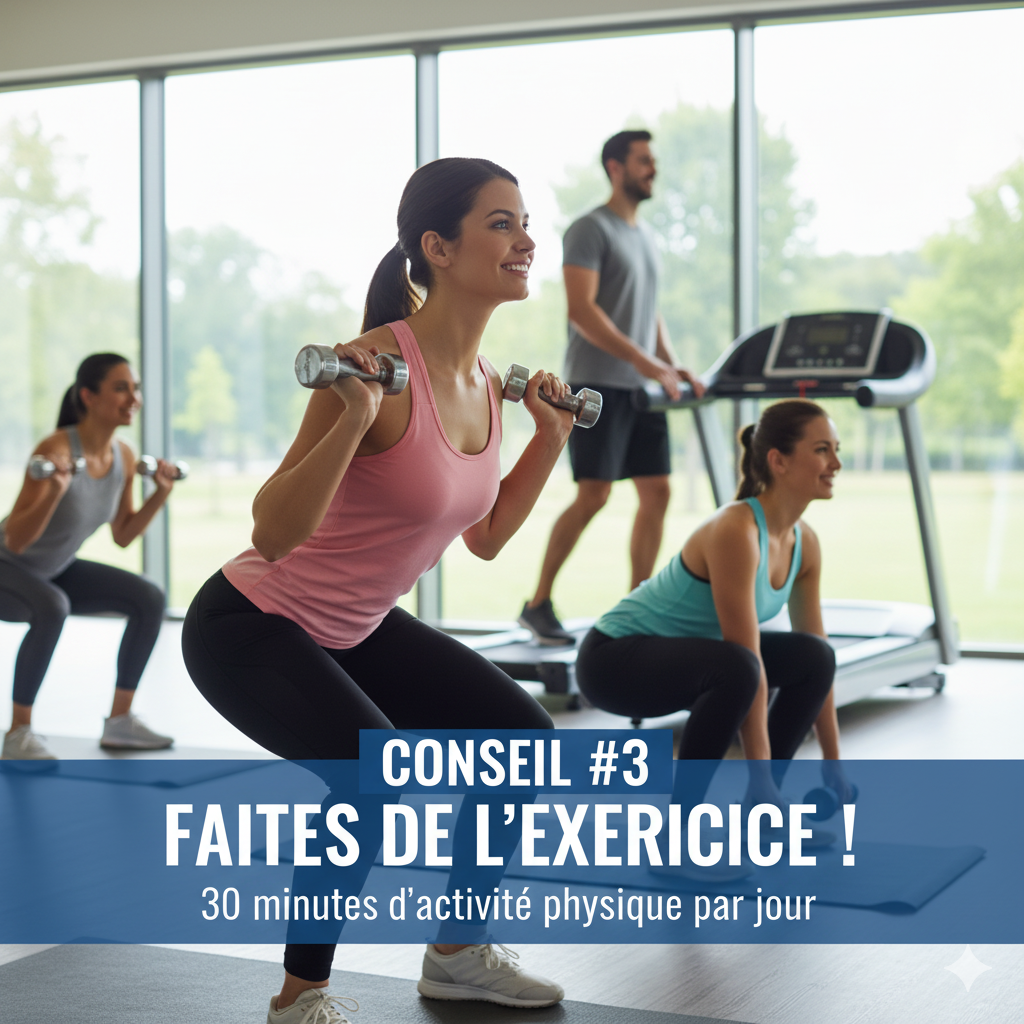 CONSEIL #3
FAITES DE L’EXERICICE !
30 minutes d’activité physique par jour